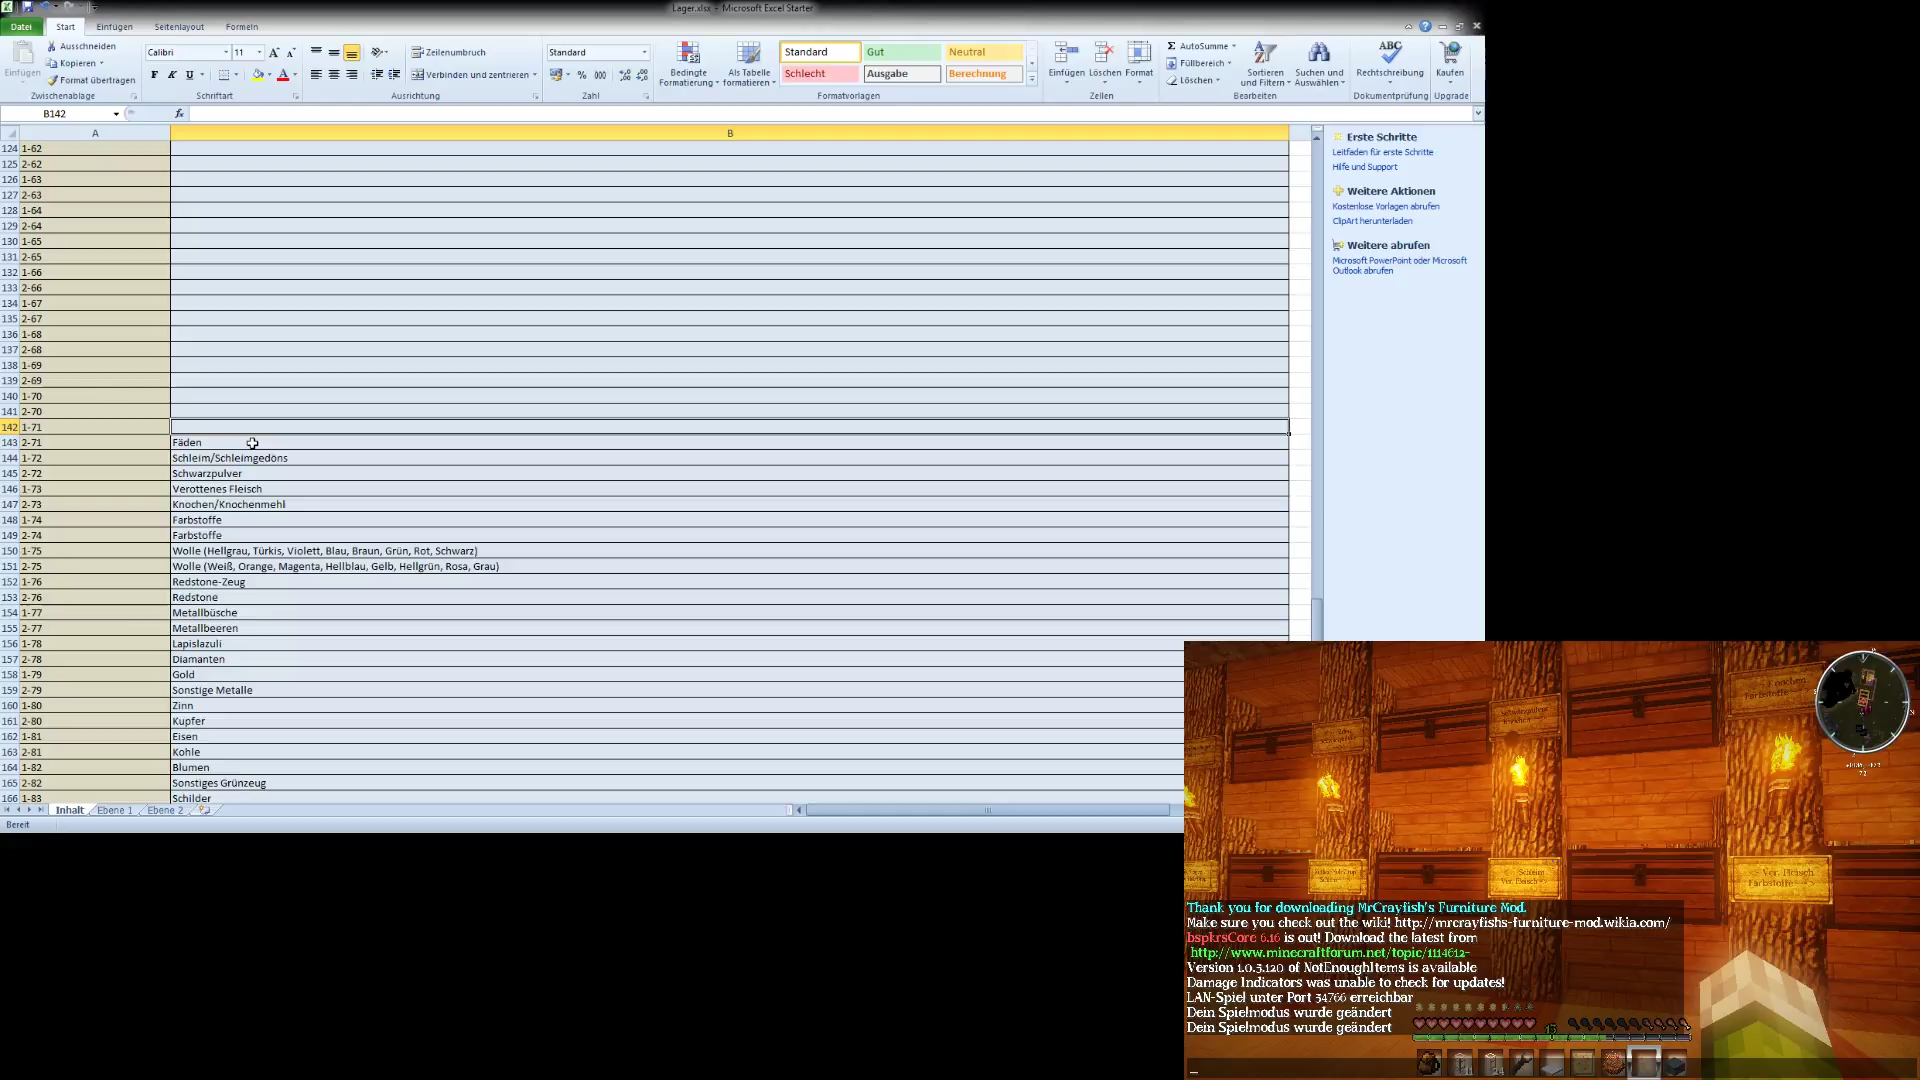 Lager.xlsx - Microsoft Excel Starter
Datei Start Einfügen Seitenlayout Formeln
Einfügen
Ausschneiden
Kopieren
Format übertragen
Zwischenablage
Calibri 11
F K U
Schriftart
Zeilenumbruch
Verbinden und zentrieren
Ausrichtung
Standard
% 000
Zahl
Bedingte Formatierung
Als Tabelle formatieren
Standard Gut Neutral
Schlecht Ausgabe Berechnung
Formatvorlagen
Einfügen Löschen Format
Zellen
AutoSumme
Füllbereich
Löschen
Sortieren und Filtern
Suchen und Auswählen
Bearbeiten
ABC
Rechtschreibung
Dokumentprüfung
Kaufen
Upgrade
B142 fx
A B
124 1-62
125 2-62
126 1-63
127 2-63
128 1-64
129 2-64
130 1-65
131 2-65
132 1-66
133 2-66
134 1-67
135 2-67
136 1-68
137 2-68
138 1-69
139 2-69
140 1-70
141 2-70
142 1-71
143 2-71 Fäden
144 1-72 Schleim/Schleimgedöns
145 2-72 Schwarzpulver
146 1-73 Verottenes Fleisch
147 2-73 Knochen/Knochenmehl
148 1-74 Farbstoffe
149 2-74 Farbstoffe
150 1-75 Wolle (Hellgrau, Türkis, Violett, Blau, Braun, Grün, Rot, Schwarz)
151 2-75 Wolle (Weiß, Orange, Magenta, Hellblau, Gelb, Hellgrün, Rosa, Grau)
152 1-76 Redstone-Zeug
153 2-76 Redstone
154 1-77 Metallbüsche
155 2-77 Metallbeeren
156 1-78 Lapislazuli
157 2-78 Diamanten
158 1-79 Gold
159 2-79 Sonstige Metalle
160 1-80 Zinn
161 2-80 Kupfer
162 1-81 Eisen
163 2-81 Kohle
164 1-82 Blumen
165 2-82 Sonstiges Grünzeug
166 1-83 Schilder
Inhalt Ebene 1 Ebene 2
Bereit
Erste Schritte
Leitfaden für erste Schritte
Hilfe und Support
Weitere Aktionen
Kostenlose Vorlagen abrufen
ClipArt herunterladen
Weitere abrufen
Microsoft PowerPoint oder Microsoft
Outlook abrufen
Knochen
Farbstoffe ->
Schleim
Ver. Fleisch ->
<- Ver. Fleisch
Farbstoffe ->
Thank you for downloading MrCrayfish's Furniture Mod.
Make sure you check out the wiki! http://mrcrayfishs-furniture-mod.wikia.com/
bspkrsCore 6.16 is out! Download the latest from
http://www.minecraftforum.net/topic/1114612-
Version 1.0.3.120 of NotEnoughItems is available
Damage Indicators was unable to check for updates!
LAN-Spiel unter Port 34766 erreichbar
Dein Spielmodus wurde geändert
Dein Spielmodus wurde geändert